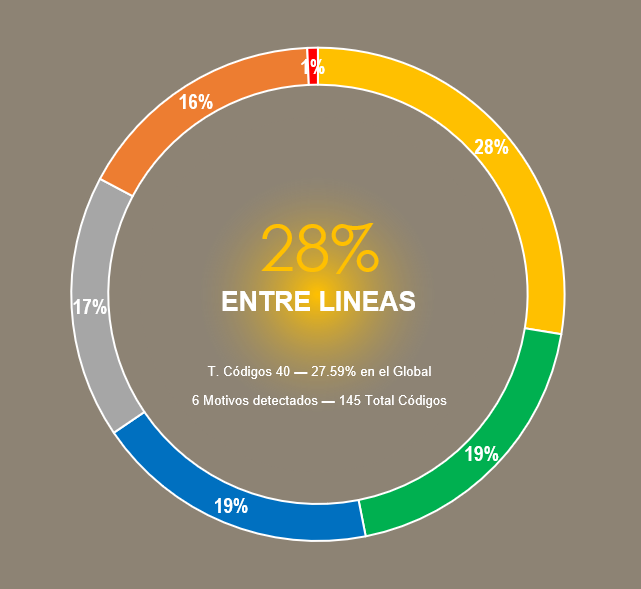 1%
28%
16%
28%
ENTRE LINEAS
17%
T. Códigos 40 — 27.59% en el Global
6 Motivos detectados — 145 Total Códigos
19%
19%